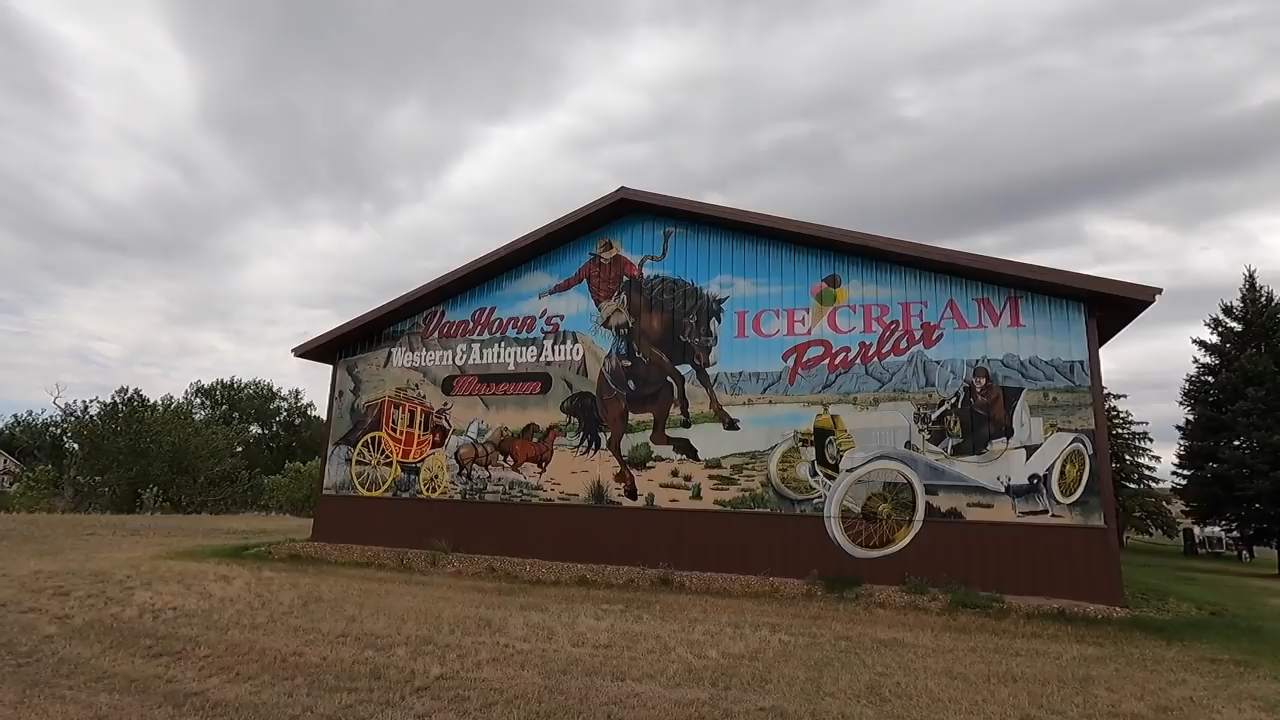 VanHorn's
Western & Antique Auto
Museum
ICE CREAM
Parlor